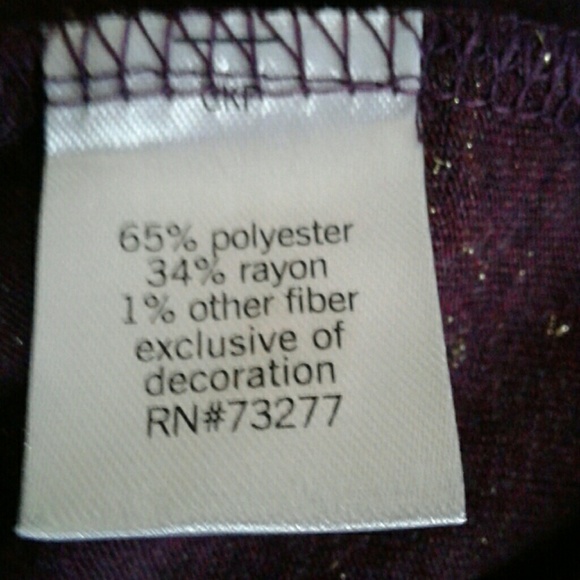 65% polyester
34% rayon
1% other fiber
exclusive of
decoration
RN#73277